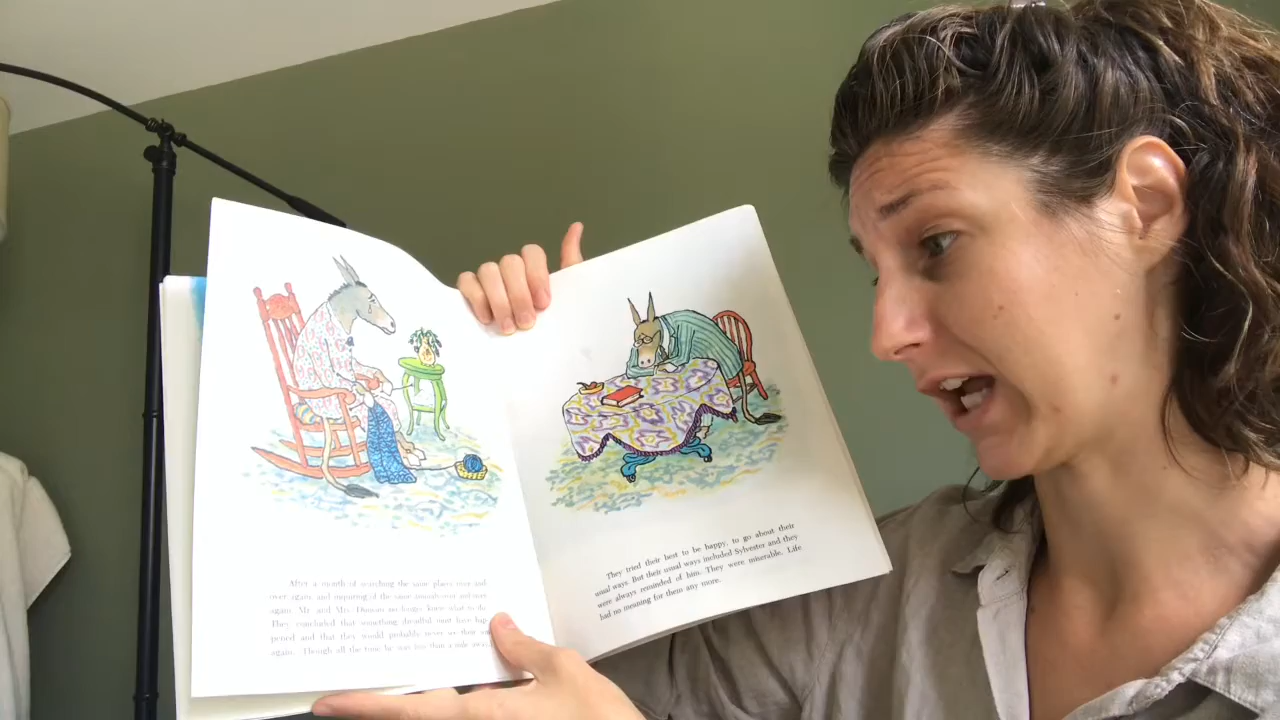 After a month of searching the same places over and
over again, and inquiring of the same animals over and over
again, Mr. and Mrs. Duncan no longer knew what to do.
They concluded that something dreadful must have hap-
pened and that they would probably never see their son
again. Though all the time he was less than a mile away.
They tried their best to be happy, to go about their
usual ways. But their usual ways included Sylvester and they
were always reminded of him. They were miserable. Life
had no meaning for them any more.